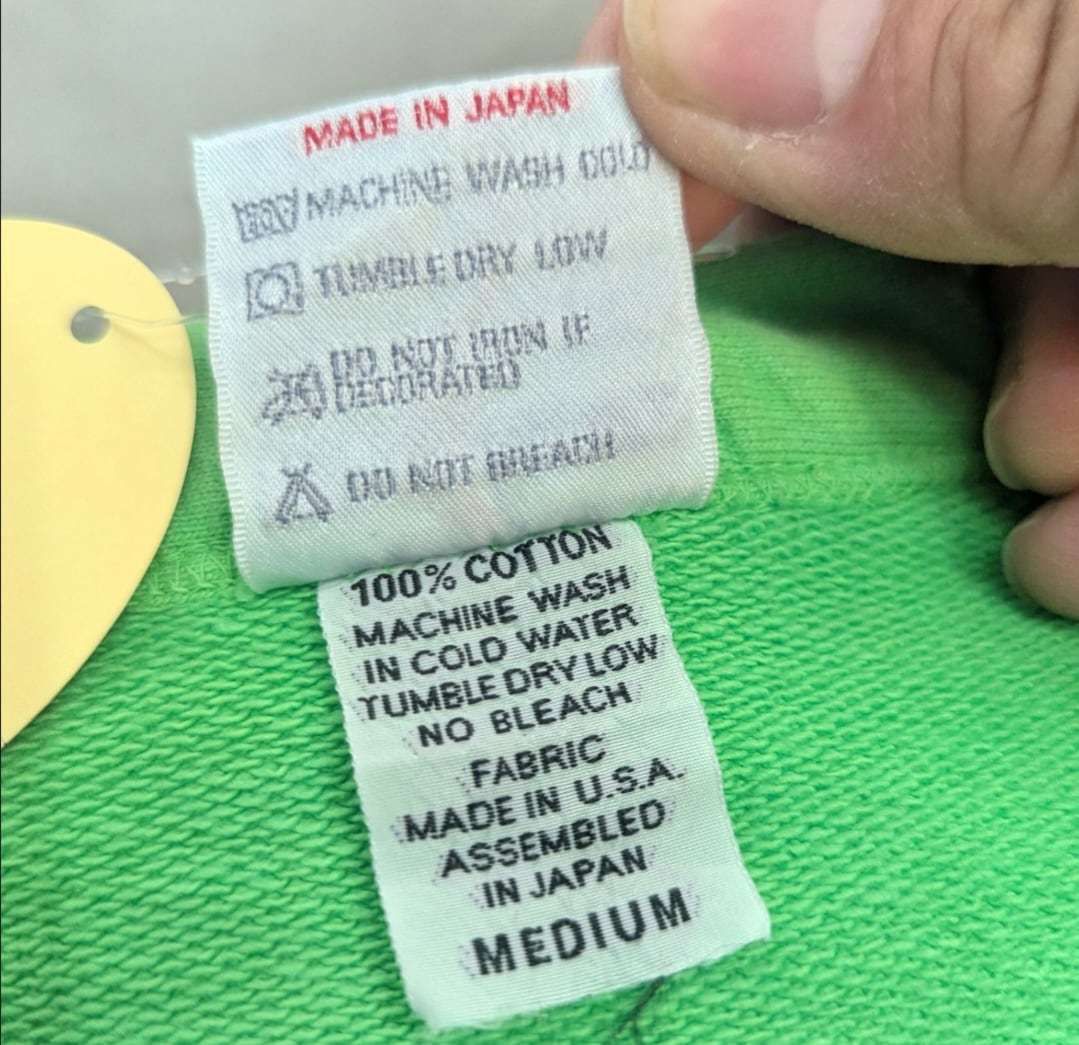 MADE IN JAPAN
MACHINE WASH COLD
TUMBLE DRY LOW
DO NOT IRON IF
DECORATED
DO NOT BREACH
100% COTTON
MACHINE WASH
IN COLD WATER
TUMBLE DRY LOW
NO BLEACH
FABRIC
MADE IN U.S.A.
ASSEMBLED
IN JAPAN
MEDIUM